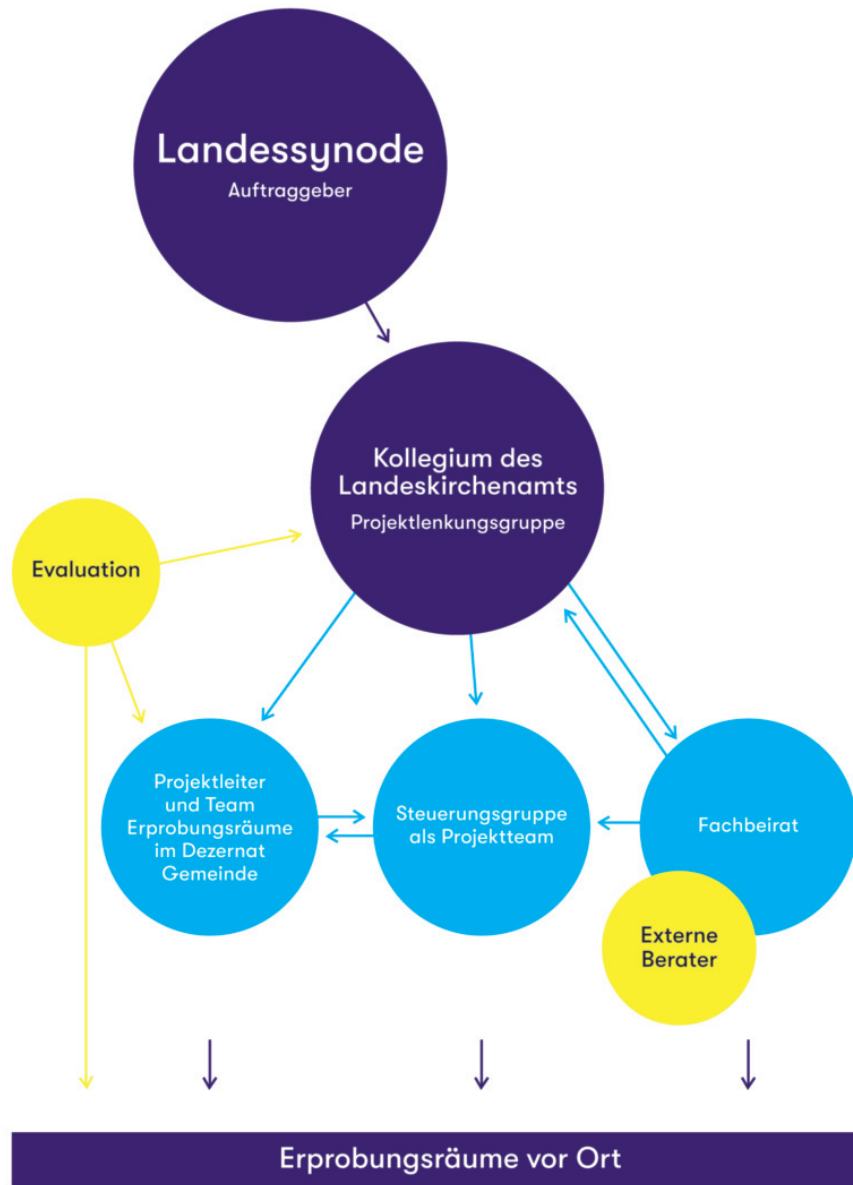 Landessynode
Auftraggeber
Kollegium des
Landeskirchenamts
Projektlenkungsgruppe
Evaluation
Projektleiter
und Team
Erprobungsräume
im Dezernat
Gemeinde
Steuerungsgruppe
als Projektteam
Fachbeirat
Externe
Berater
Erprobungsräume vor Ort